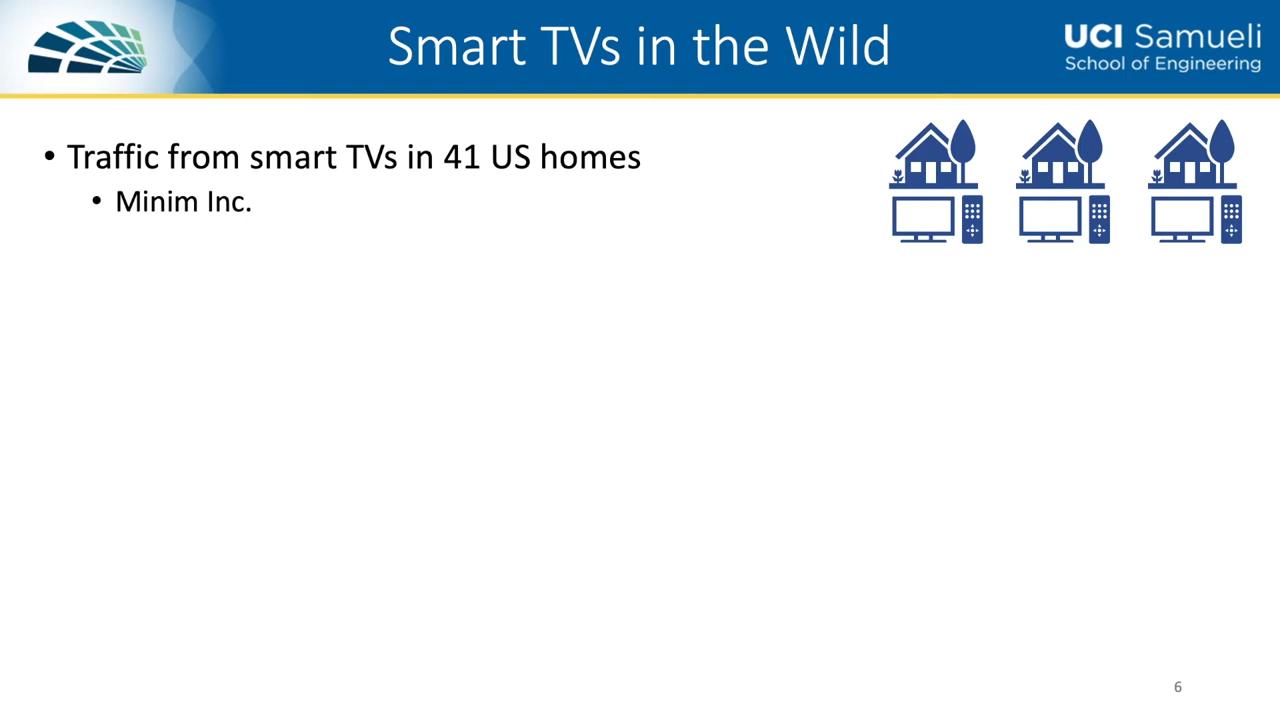 Smart TVs in the Wild
UCI Samueli
School of Engineering
• Traffic from smart TVs in 41 US homes
• Minim Inc.
6